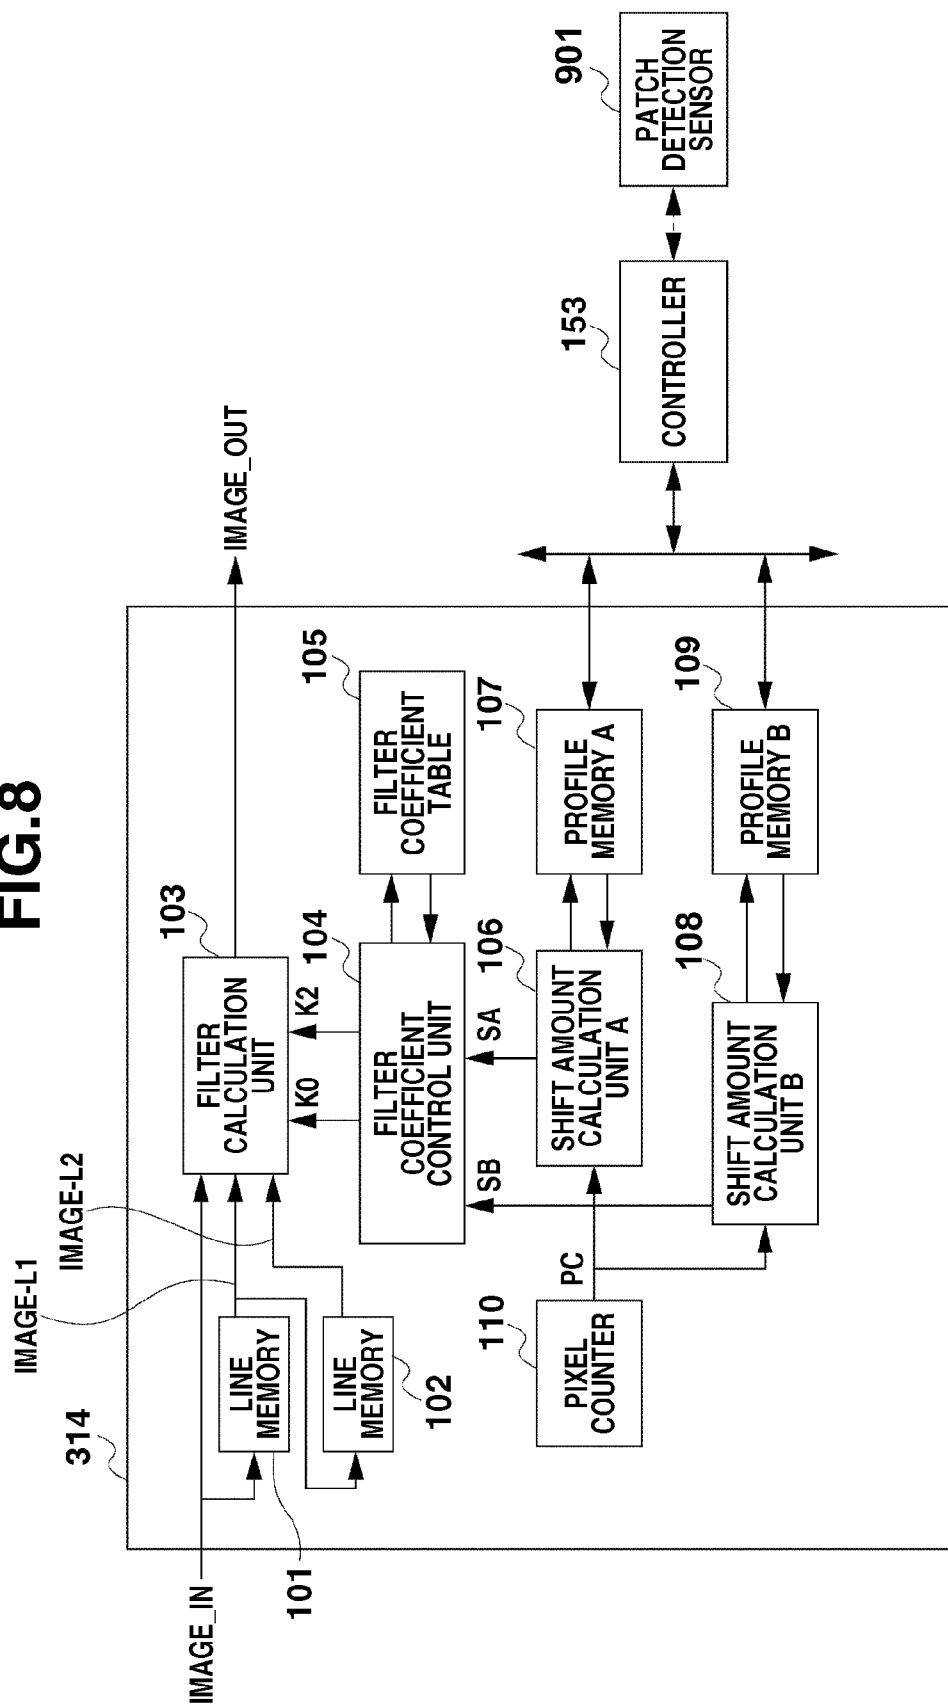 FIG.8
314
IMAGE_IN
101
LINE
MEMORY
IMAGE-L1
LINE
MEMORY
102
IMAGE-L2
FILTER
CALCULATION
UNIT
103
IMAGE_OUT
K0
K2
FILTER
COEFFICIENT
CONTROL UNIT
104
FILTER
COEFFICIENT
TABLE
105
SB
SA
PIXEL
COUNTER
110
PC
SHIFT AMOUNT
CALCULATION
UNIT A
106
PROFILE
MEMORY A
107
SHIFT AMOUNT
CALCULATION
UNIT B
108
PROFILE
MEMORY B
109
CONTROLLER
153
PATCH
DETECTION
SENSOR
901